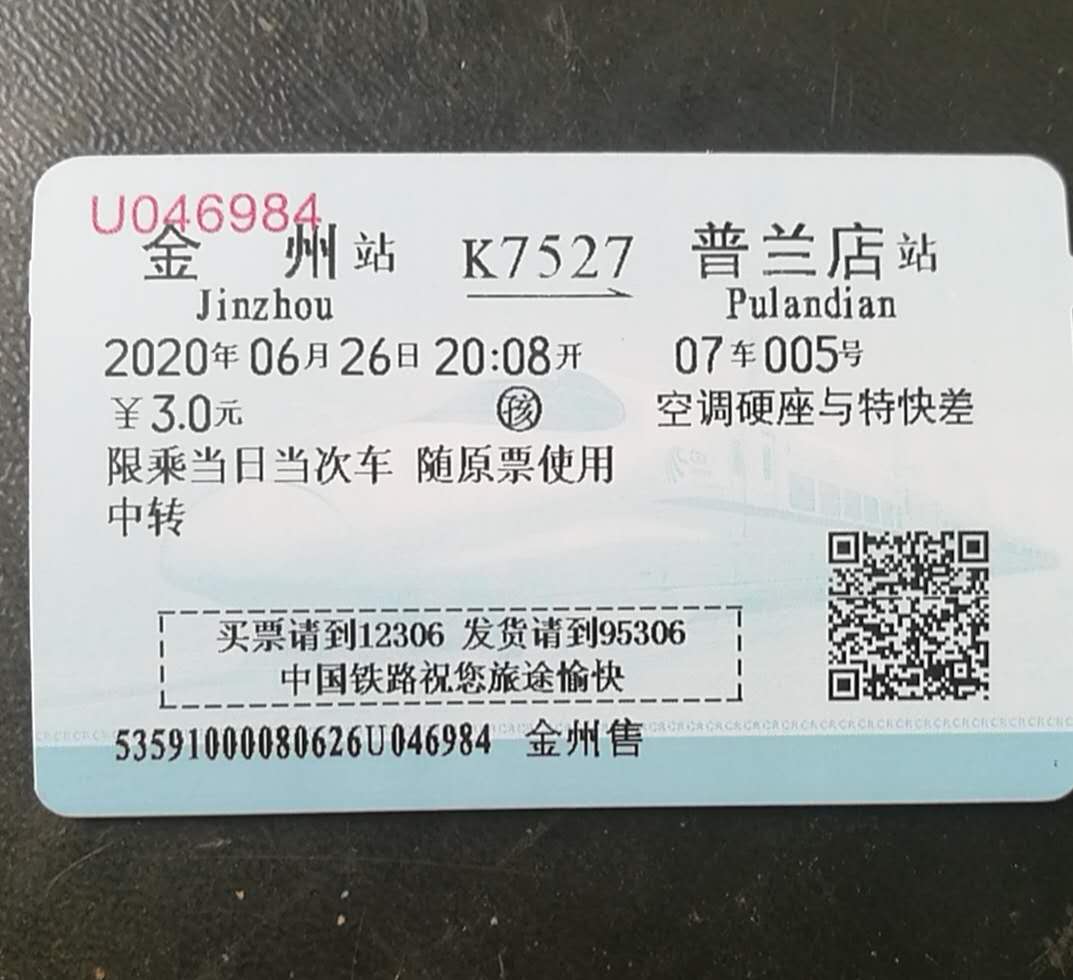 U046984
金州站 K7527 普兰店站
Jinzhou Pulandian
2020年06月26日20:08开 07车005号
¥3.0元 孩 空调硬座与特快差
限乘当日当次车 随原票使用
中转
买票请到12306 发货请到95306
中国铁路祝您旅途愉快
53591000080626U046984 金州售